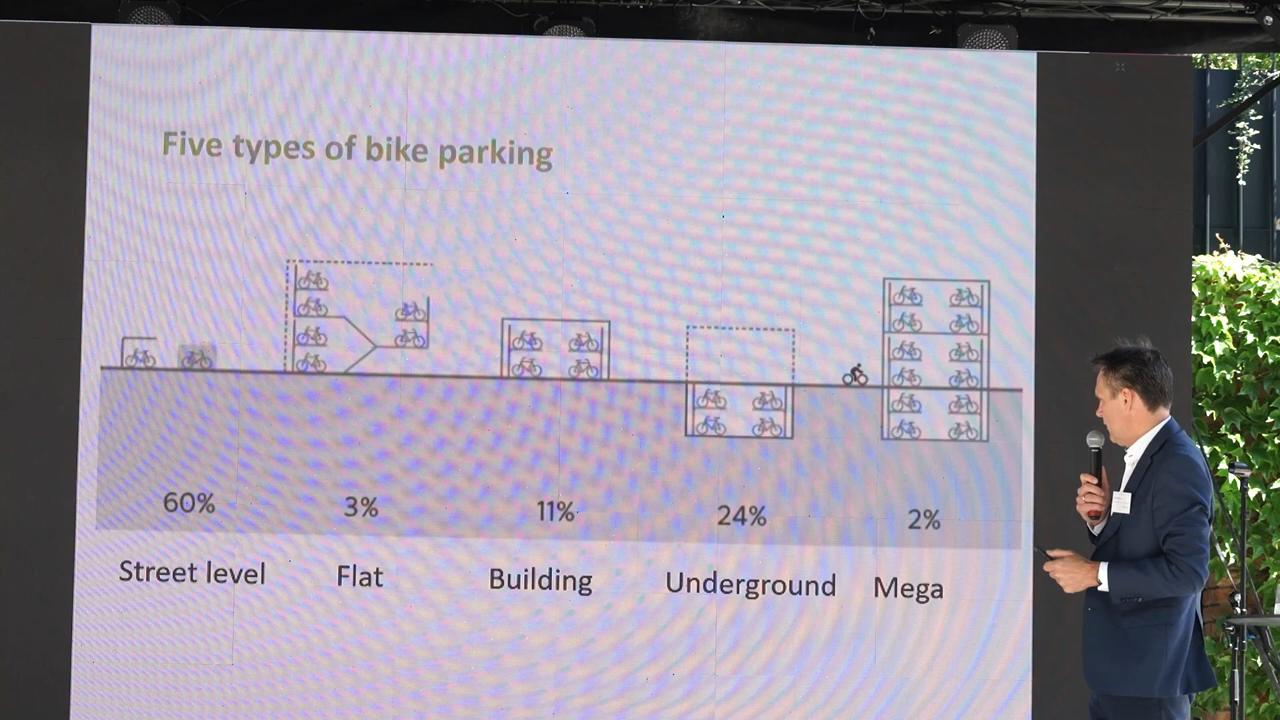 Five types of bike parking
60% 3% 11% 24% 2%
Street level Flat Building Underground Mega